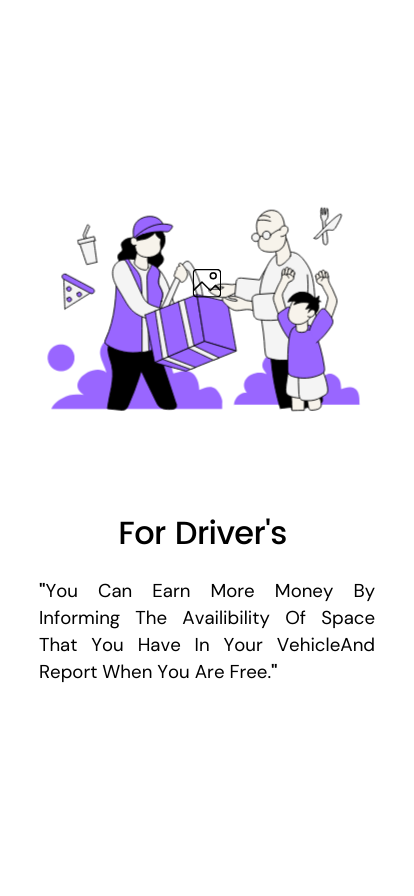 For Driver's
"You Can Earn More Money By
Informing The Availibility Of Space
That You Have In Your VehicleAnd
Report When You Are Free."